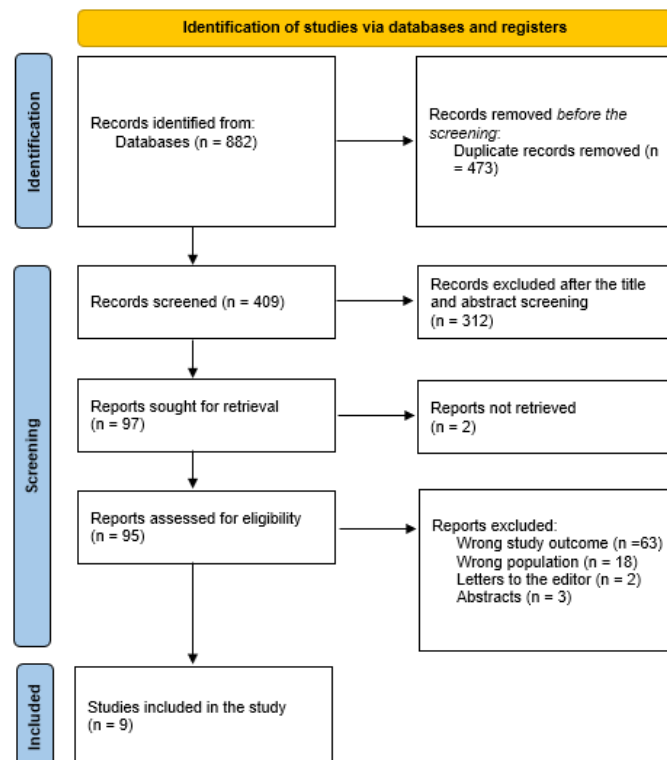 Identification of studies via databases and registers
Identification
Records identified from:
Databases (n = 882)
Records removed before the
screening:
Duplicate records removed (n
= 473)
Screening
Records screened (n = 409)
Records excluded after the title
and abstract screening
(n = 312)
Reports sought for retrieval
(n = 97)
Reports not retrieved
(n = 2)
Reports assessed for eligibility
(n = 95)
Reports excluded:
Wrong study outcome (n =63)
Wrong population (n = 18)
Letters to the editor (n = 2)
Abstracts (n = 3)
Included
Studies included in the study
(n = 9)